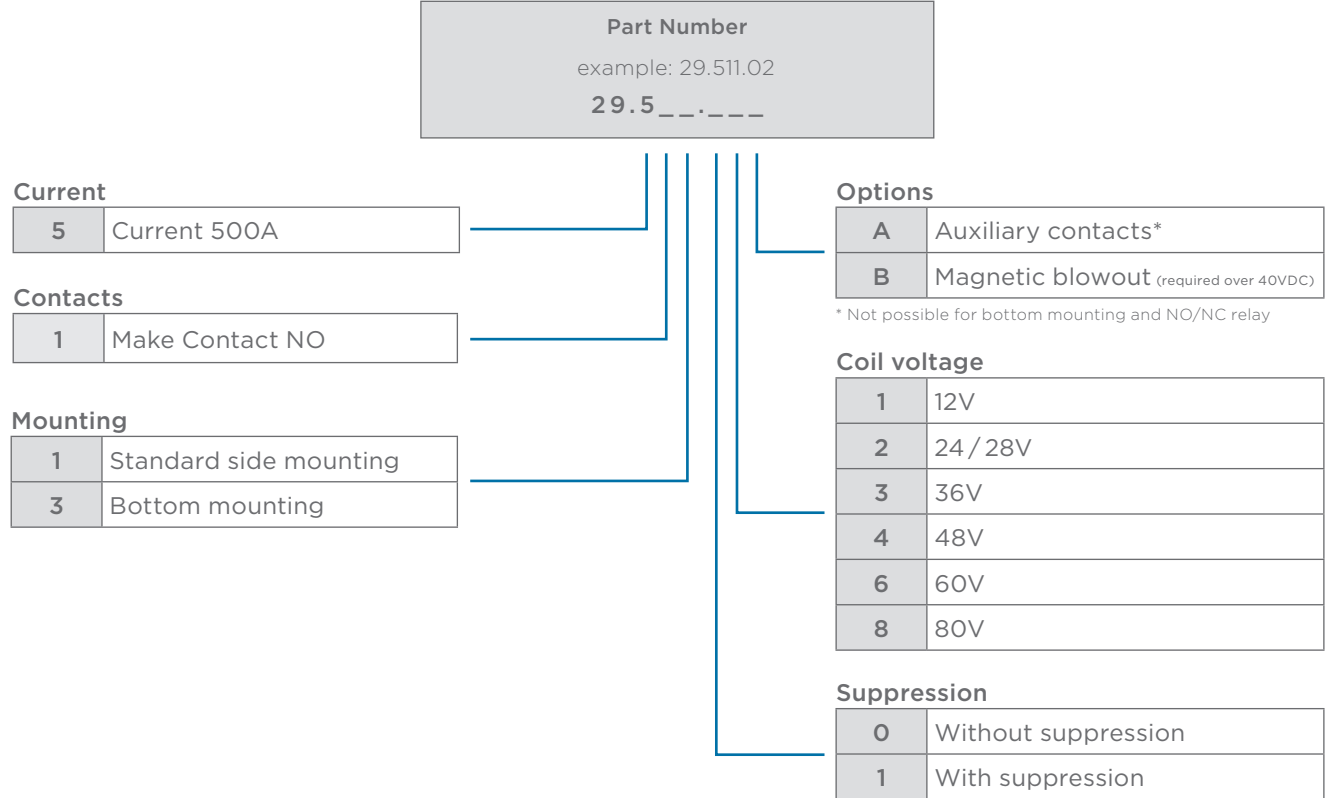 Part Number
example: 29.511.02
29.5__.___
Current
5 Current 500A
Contacts
1 Make Contact NO
Mounting
1 Standard side mounting
3 Bottom mounting
Options
A Auxiliary contacts*
B Magnetic blowout (required over 40VDC)
* Not possible for bottom mounting and NO/NC relay
Coil voltage
1 12V
2 24 / 28V
3 36V
4 48V
6 60V
8 80V
Suppression
0 Without suppression
1 With suppression